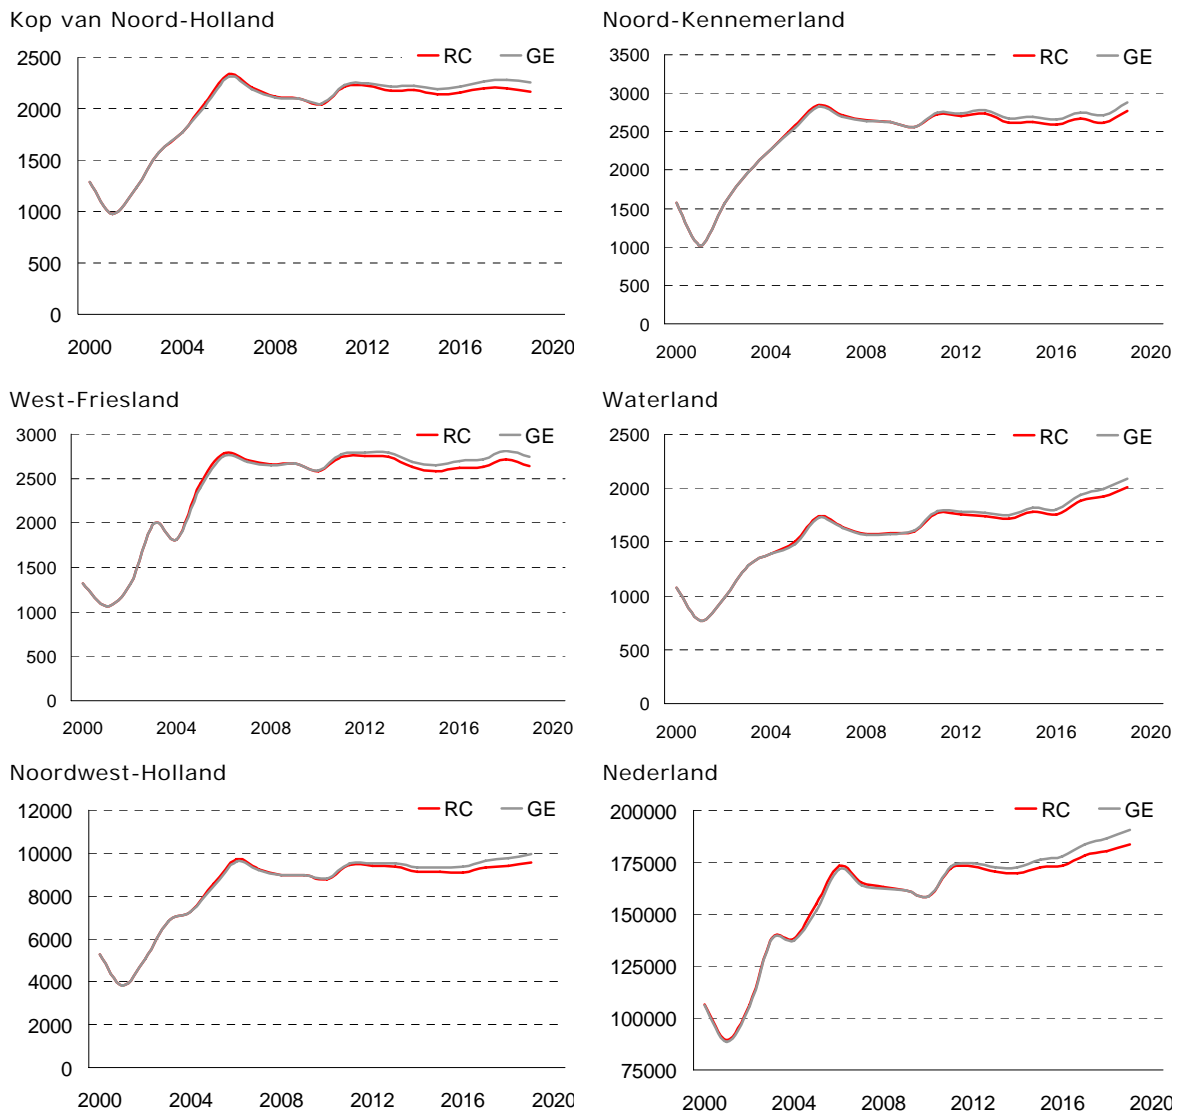 Kop van Noord-Holland
RC GE
2500
2000
1500
1000
500
0
2000 2004 2008 2012 2016 2020
Noord-Kennemerland
RC GE
3500
3000
2500
2000
1500
1000
500
0
2000 2004 2008 2012 2016 2020
West-Friesland
RC GE
3000
2500
2000
1500
1000
500
0
2000 2004 2008 2012 2016 2020
Waterland
RC GE
2500
2000
1500
1000
500
0
2000 2004 2008 2012 2016 2020
Noordwest-Holland
RC GE
12000
10000
8000
6000
4000
2000
0
2000 2004 2008 2012 2016 2020
Nederland
RC GE
200000
175000
150000
125000
100000
75000
2000 2004 2008 2012 2016 2020